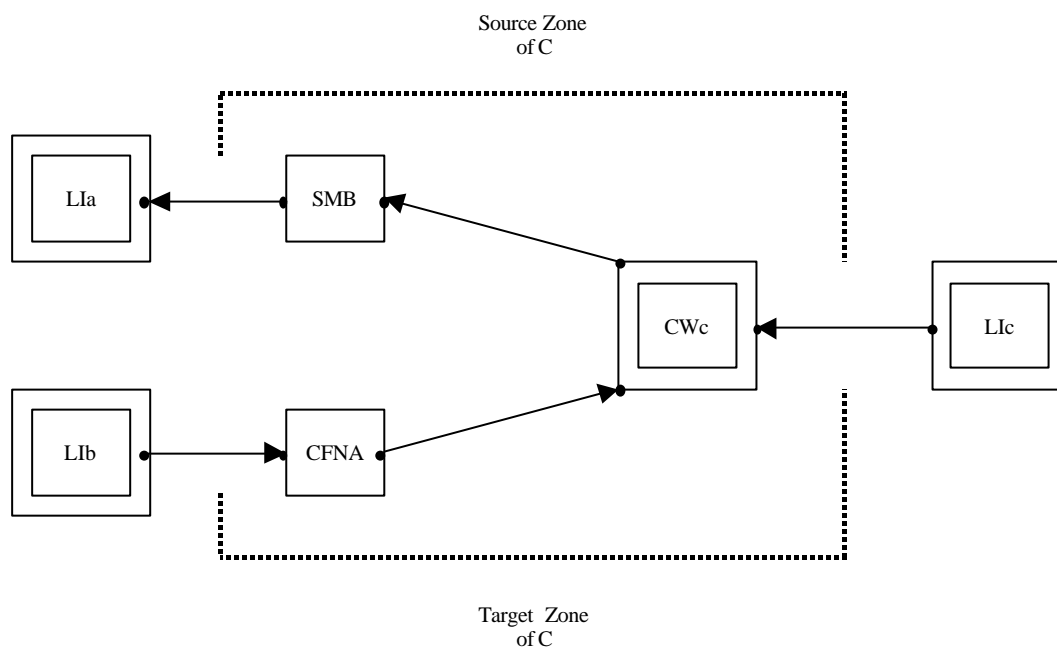 Source Zone
of C
LIa
SMB
CWc
LIc
LIb
CFNA
Target Zone
of C